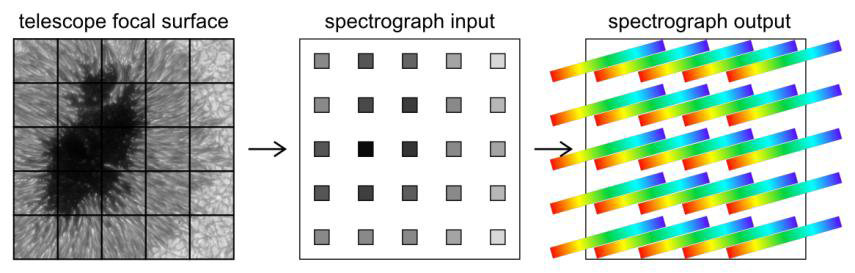 telescope focal surface
spectrograph input
spectrograph output